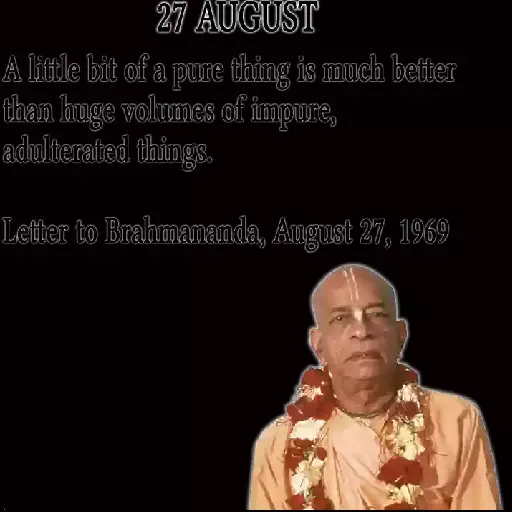 27 AUGUST
A little bit of a pure thing is much better
than huge volumes of impure,
adulterated things.
Letter to Brahmananda, August 27, 1969